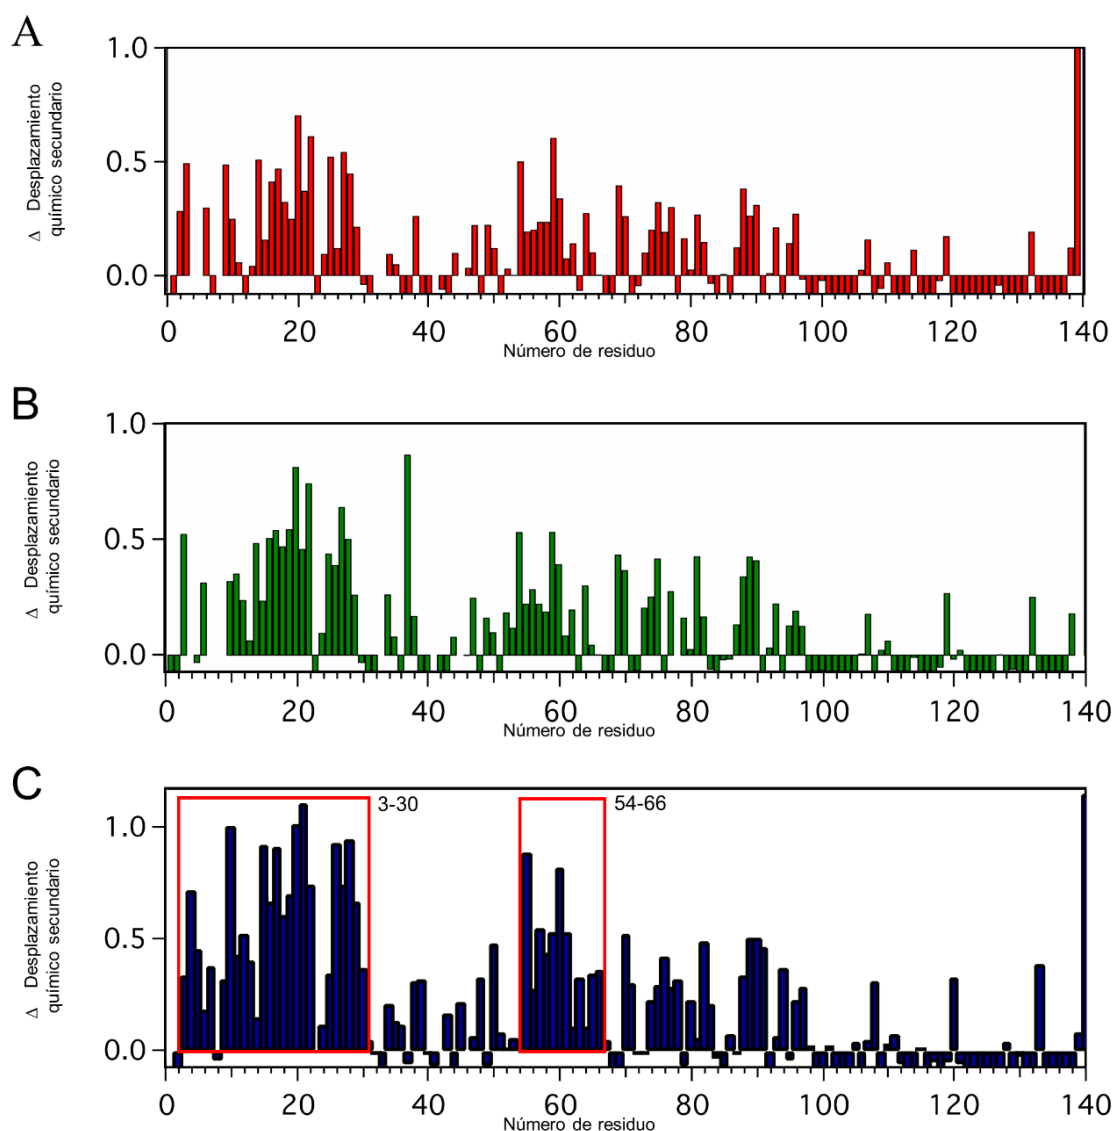 A
Δ Desplazamiento
químico secundario
1.0
0.5
0.0
0 20 40 60 80 100 120 140
Número de residuo
B
Δ Desplazamiento
químico secundario
1.0
0.5
0.0
0 20 40 60 80 100 120 140
Número de residuo
C
Δ Desplazamiento
químico secundario
3-30 54-66
1.0
0.5
0.0
0 20 40 60 80 100 120 140
Número de residuo